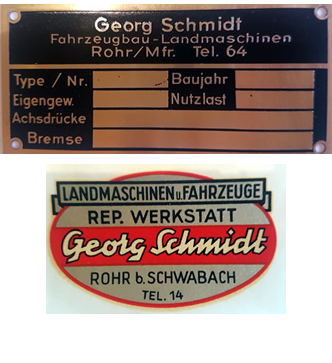 Georg Schmidt
Fahrzeugbau-Landmaschinen
Rohr/Mfr. Tel. 64
Type / Nr. Baujahr
Eigengew. Nutzlast
Achsdrücke
Bremse
LANDMASCHINEN u. FAHRZEUGE
REP. WERKSTATT
Georg Schmidt
ROHR b. SCHWABACH
TEL. 14